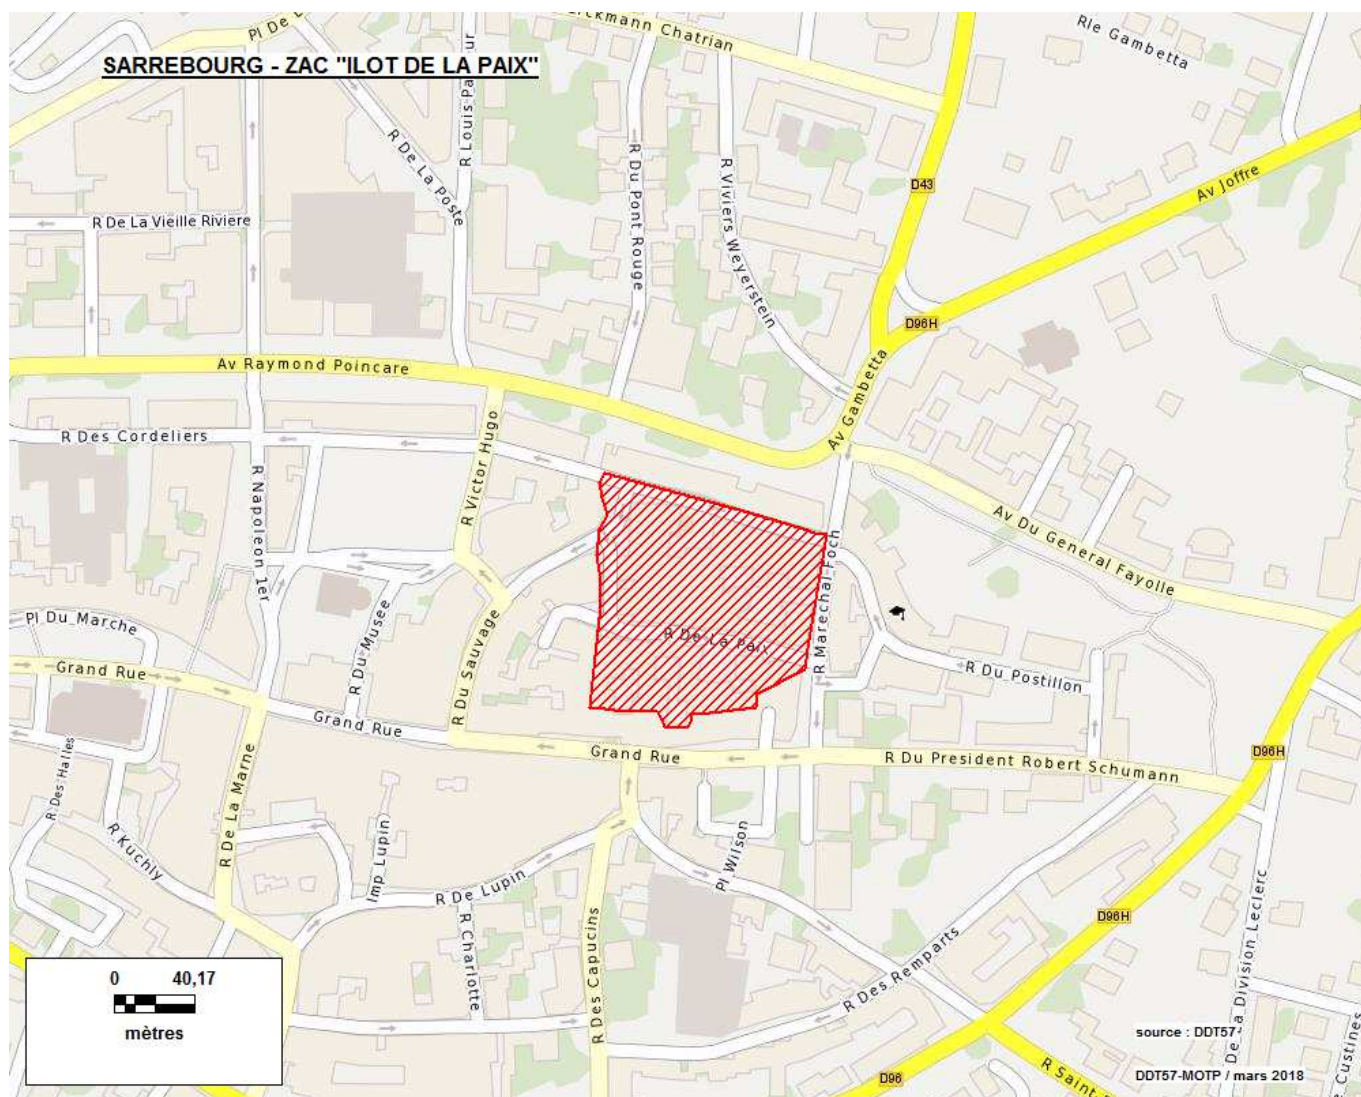 Pl De L
Erckmann Chatrian
Rle Gambetta
SARREBOURG - ZAC "ILOT DE LA PAIX"
R De La Poste
R Du Pont Rouge
R Viviers Weyerstein
D43
Av Joffre
R De La Vieille Riviere
D96H
Av Raymond Poincare
Av Gambetta
R Des Cordeliers
R Victor Hugo
R Napoleon 1er
Av Du General Fayolle
R Marechal Foch
Pl Du Marche
R Du Musee
R Du Sauvage
R De La Paix
Grand Rue
R Du Postillon
Grand Rue
Grand Rue
R Du President Robert Schumann
D96H
R Des Halles
R De La Marne
R Kuchly
Imp Lupin
R De Lupin
Pl Wilson
R Charlotte
R Des Capucins
R Des Remparts
D96H
De La Division Leclerc
0 40,17
mètres
source : DDT57
e Custines
D96
R Saint-
DDT57-MOTP / mars 2018